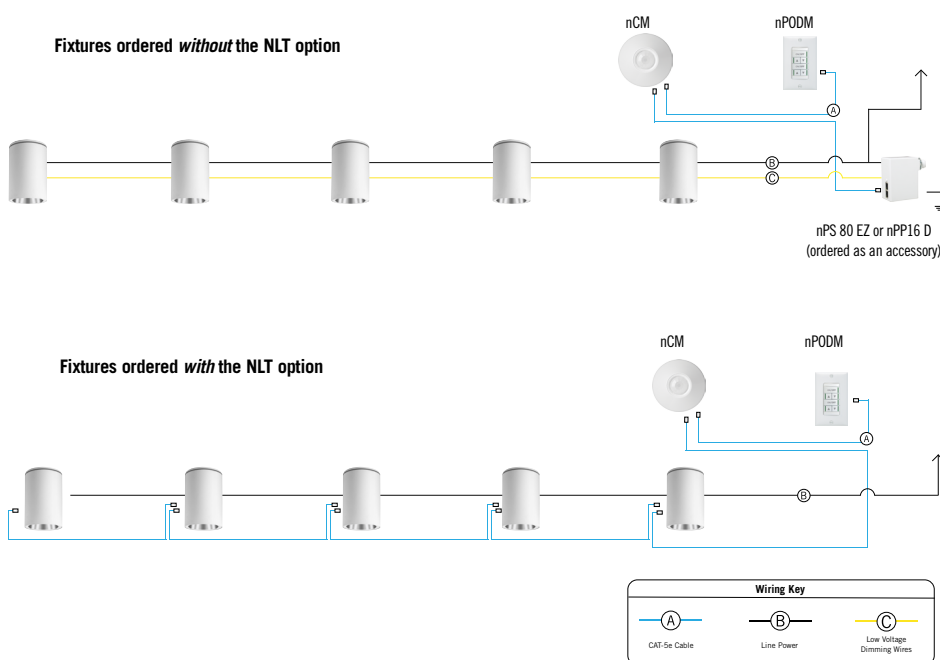 Fixtures ordered without the NLT option
nCM
nPODM
A
B
C
nPS 80 EZ or nPP16 D
(ordered as an accessory)
Fixtures ordered with the NLT option
nCM
nPODM
A
B
Wiring Key
A
B
C
CAT-5e Cable
Line Power
Low Voltage
Dimming Wires